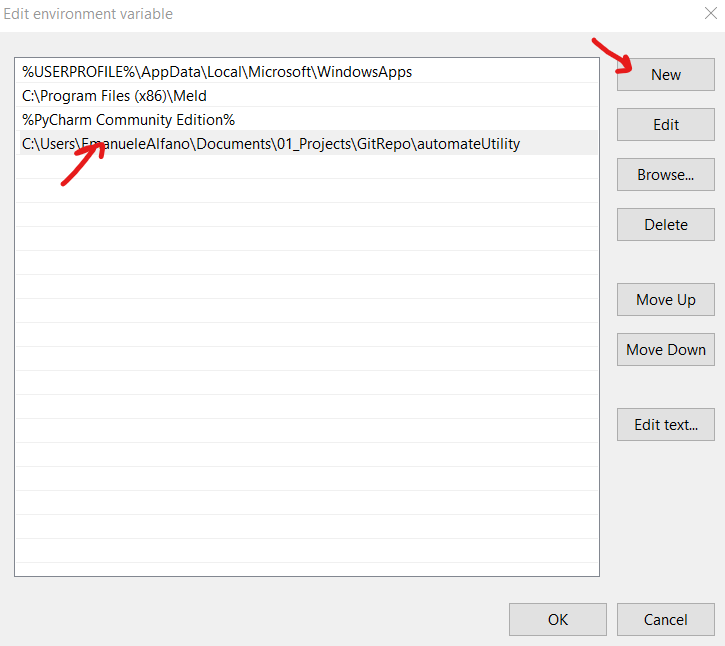 Edit environment variable
%USERPROFILE%\AppData\Local\Microsoft\WindowsApps
C:\Program Files (x86)\Meld
%PyCharm Community Edition%
C:\Users\EmanueleAlfano\Documents\01_Projects\GitRepo\automateUtility
New
Edit
Browse...
Delete
Move Up
Move Down
Edit text...
OK
Cancel